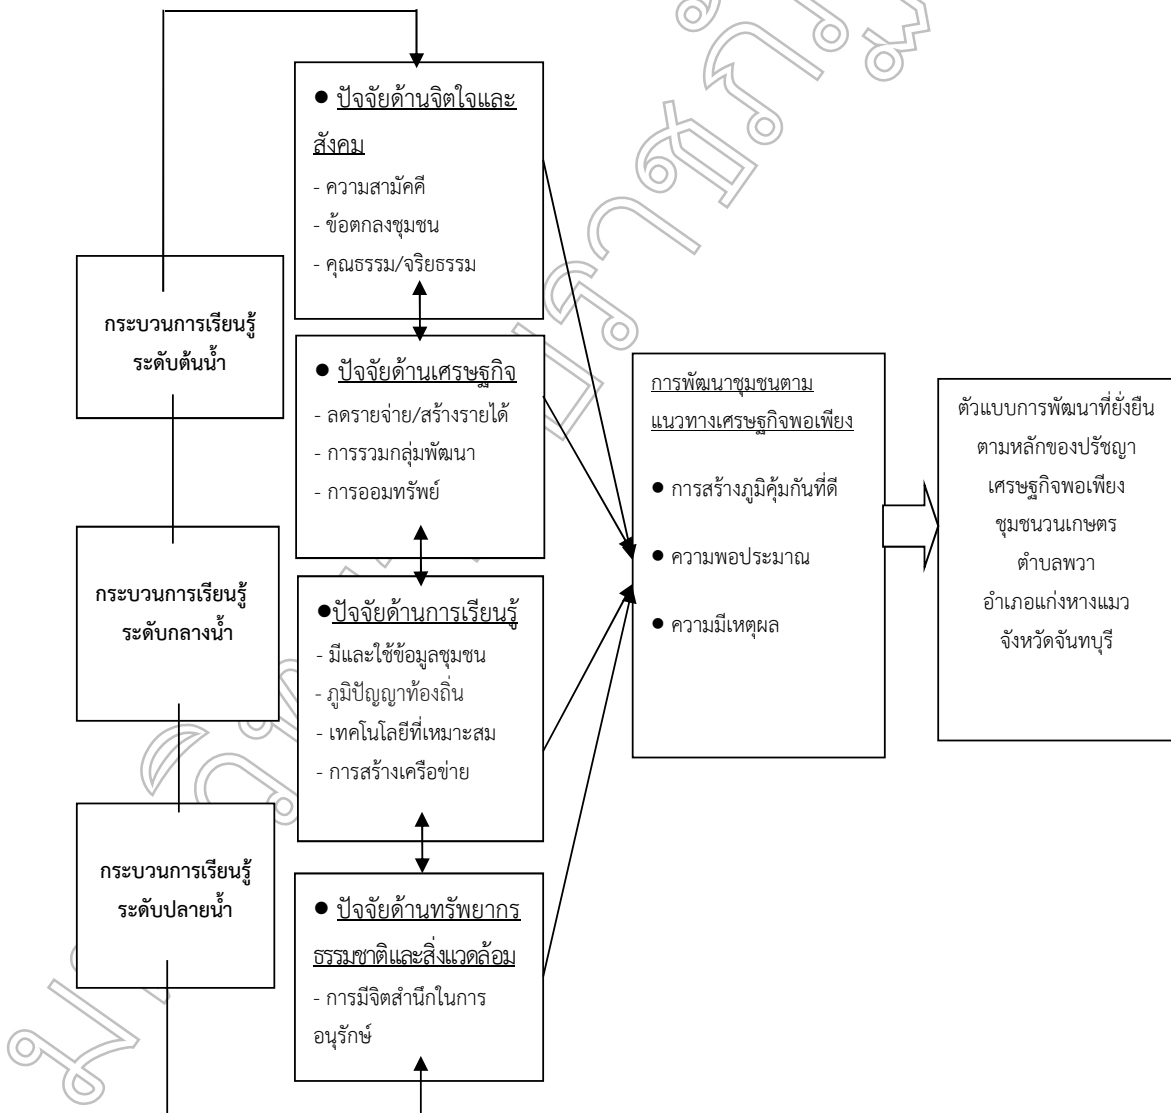 กระบวนการเรียนรู้
ระดับต้นน้ำ
กระบวนการเรียนรู้
ระดับกลางน้ำ
กระบวนการเรียนรู้
ระดับปลายน้ำ
● ปัจจัยด้านจิตใจและ
สังคม
- ความสามัคคี
- ข้อตกลงชุมชน
- คุณธรรม/จริยธรรม
● ปัจจัยด้านเศรษฐกิจ
- ลดรายจ่าย/สร้างรายได้
- การรวมกลุ่มพัฒนา
- การออมทรัพย์
●ปัจจัยด้านการเรียนรู้
- มีและใช้ข้อมูลชุมชน
- ภูมิปัญญาท้องถิ่น
- เทคโนโลยีที่เหมาะสม
- การสร้างเครือข่าย
● ปัจจัยด้านทรัพยากร
ธรรมชาติและสิ่งแวดล้อม
- การมีจิตสำนึกในการ
อนุรักษ์
การพัฒนาชุมชนตาม
แนวทางเศรษฐกิจพอเพียง
● การสร้างภูมิคุ้มกันที่ดี
● ความพอประมาณ
● ความมีเหตุผล
ตัวแบบการพัฒนาที่ยั่งยืน
ตามหลักของปรัชญา
เศรษฐกิจพอเพียง
ชุมชนวนเกษตร
ตำบลพวา
อำเภอแก่งหางแมว
จังหวัดจันทบุรี